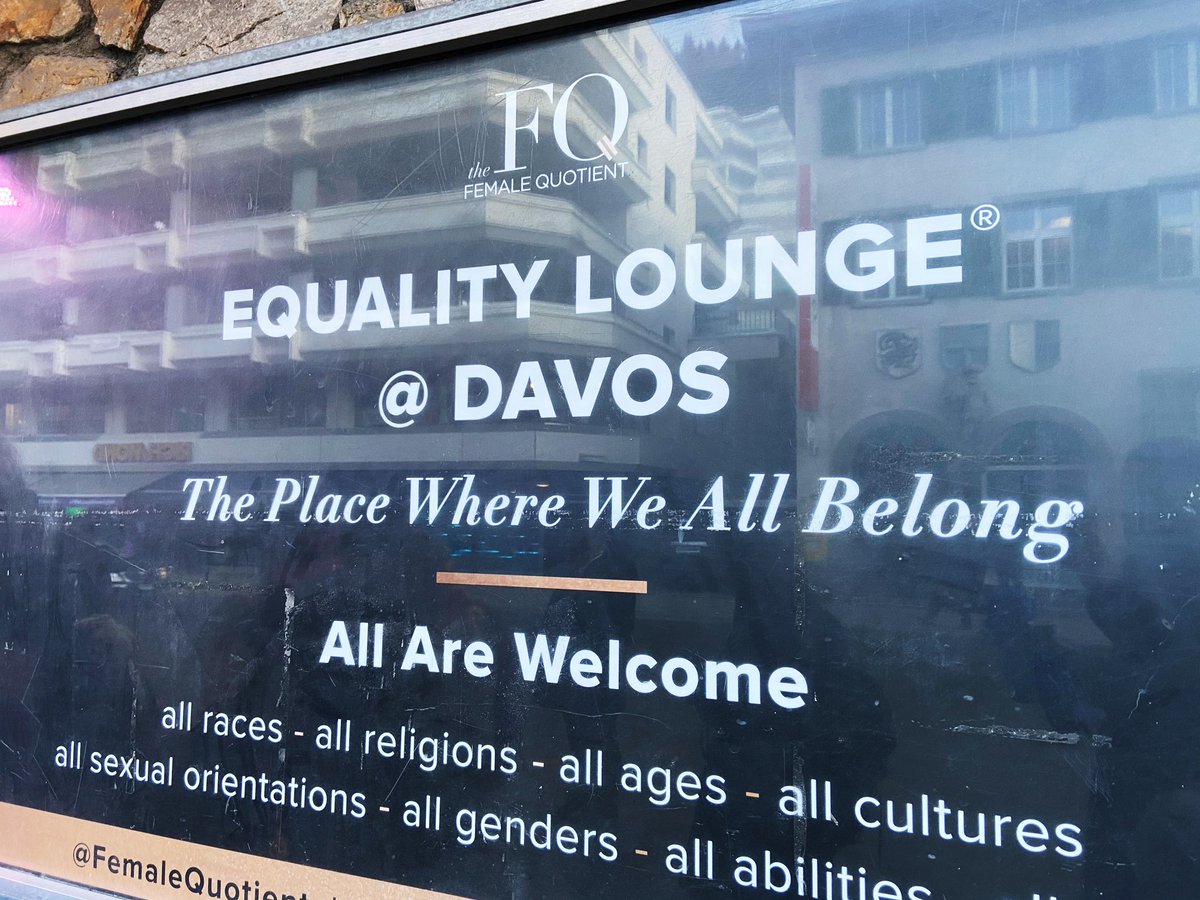 the FQ
FEMALE QUOTIENT
EQUALITY LOUNGE®
@ DAVOS
The Place Where We All Belong
All Are Welcome
all races - all religions - all ages - all cultures
all sexual orientations - all genders - all abilities
@FemaleQuotient